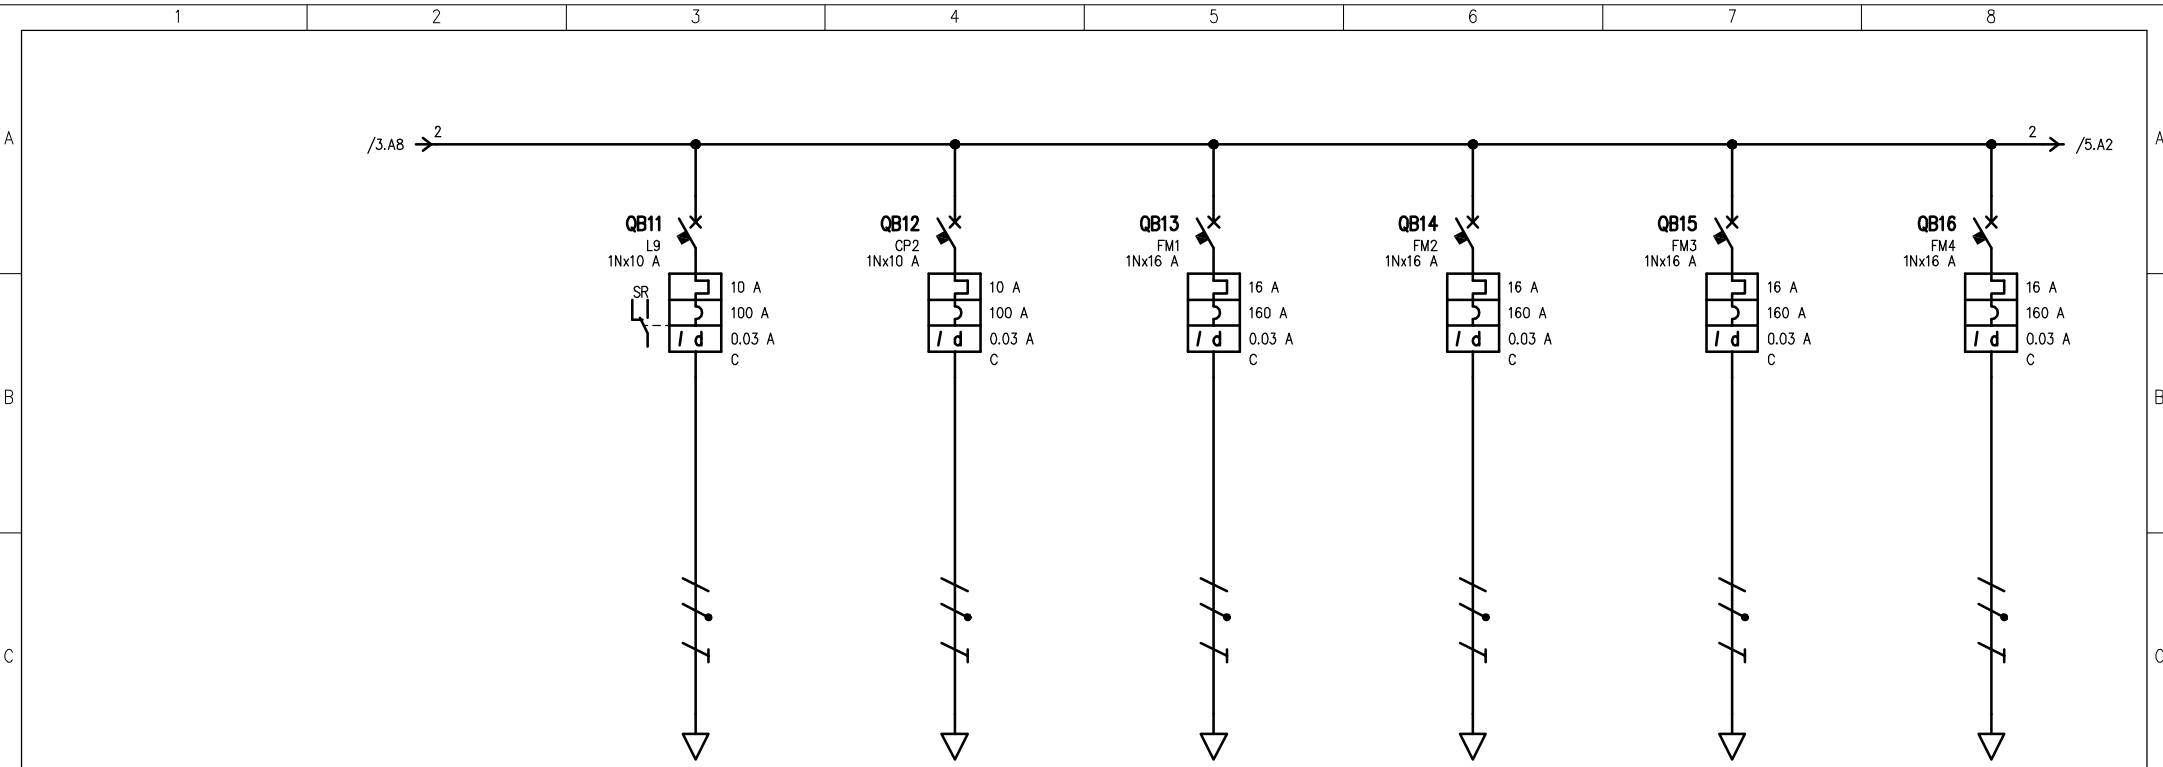 1 2 3 4 5 6 7 8
A A
/3.A8 2 2 /5.A2
QB11
L9
1Nx10 A
SR
10 A
100 A
I d 0.03 A
C
QB12
CP2
1Nx10 A
10 A
100 A
I d 0.03 A
C
QB13
FM1
1Nx16 A
16 A
160 A
I d 0.03 A
C
QB14
FM2
1Nx16 A
16 A
160 A
I d 0.03 A
C
QB15
FM3
1Nx16 A
16 A
160 A
I d 0.03 A
C
QB16
FM4
1Nx16 A
16 A
160 A
I d 0.03 A
C
B B
C C